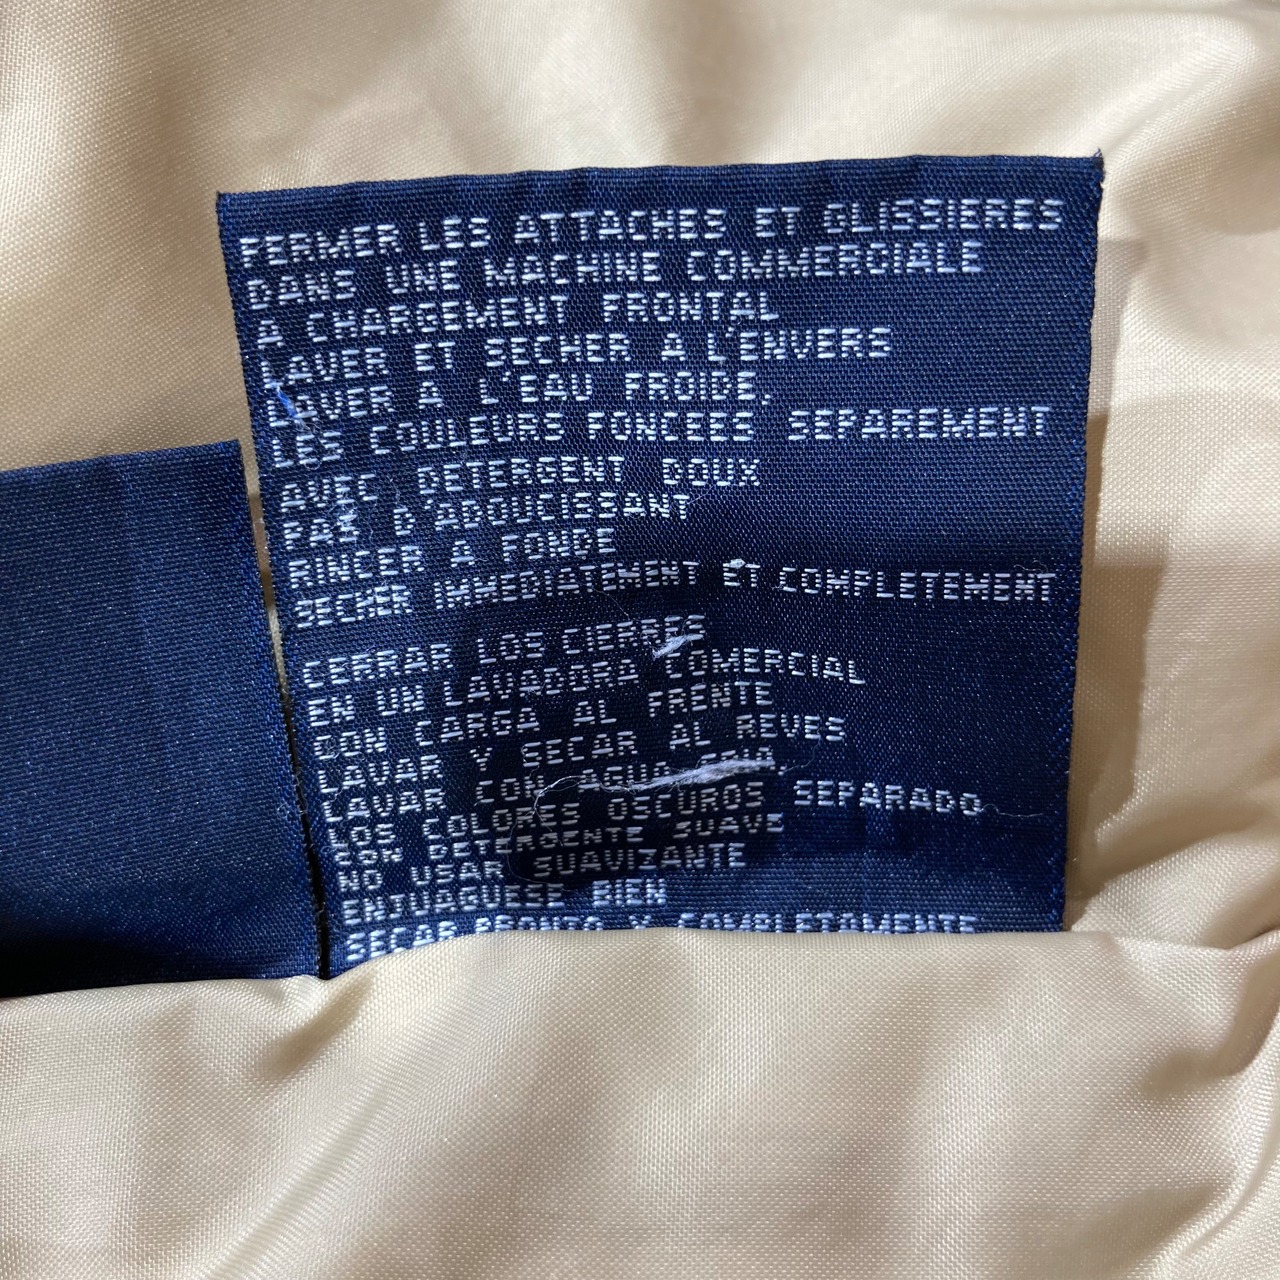 FERMER LES ATTACHES ET GLISSIERES
DANS UNE MACHINE COMMERCIALE
A CHARGEMENT FRONTAL
LAVER ET SECHER A L'ENVERS
LAVER A L'EAU FROIDE,
LES COULEURS FONCEES SEPAREMENT
AVEC DETERGENT DOUX
PAS D'ADOUCISSANT
RINCER A FONDE
SECHER IMMEDIATEMENT ET COMPLETEMENT
CERRAR LOS CIERRES
EN UN LAVADORA COMERCIAL
CON CARGA AL FRENTE
LAVAR Y SECAR AL REVES
LAVAR CON AGUA
LOS COLORES OSCUROS SEPARADO
CON DETERGENTE SUAVE
NO USAR SUAVIZANTE
ENJUAGUESE BIEN
SECAR PRONTO Y COMPLETAMENTE